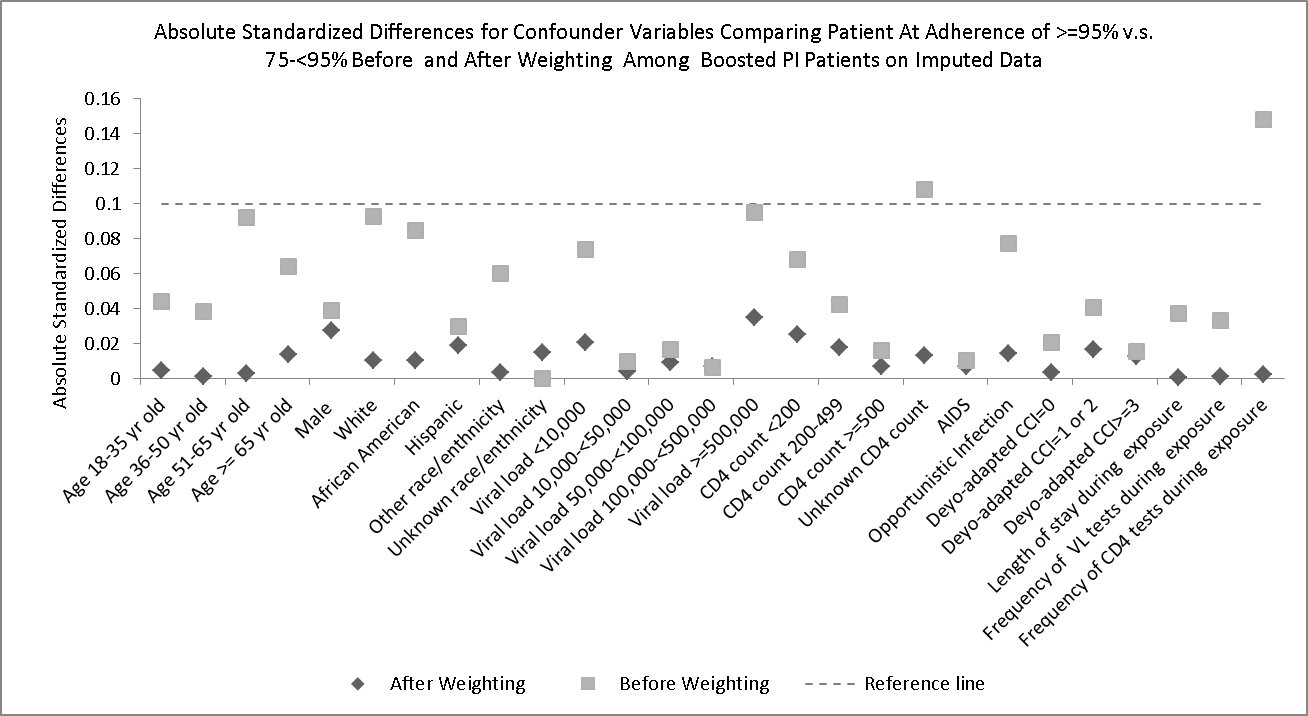 Absolute Standardized Differences for Confounder Variables Comparing Patient At Adherence of >=95% v.s.
75-<95% Before and After Weighting Among Boosted PI Patients on Imputed Data
Absolute Standardized Differences
0.16
0.14
0.12
0.1
0.08
0.06
0.04
0.02
0
Age 18-35 yr old
Age 36-50 yr old
Age 51-65 yr old
Age >= 65 yr old
Male
White
African American
Hispanic
Other race/ethnicity
Unknown race/ethnicity
Viral load <10,000
Viral load 10,000-<50,000
Viral load 50,000-<100,000
Viral load 100,000-<500,000
Viral load >=500,000
CD4 count <200
CD4 count 200-499
CD4 count >=500
Unknown CD4 count
AIDS
Opportunistic Infection
Deyo-adapted CCI=0
Deyo-adapted CCI=1 or 2
Deyo-adapted CCI>=3
Length of stay during exposure
Frequency of VL tests during exposure
Frequency of CD4 tests during exposure
After Weighting
Before Weighting
Reference line